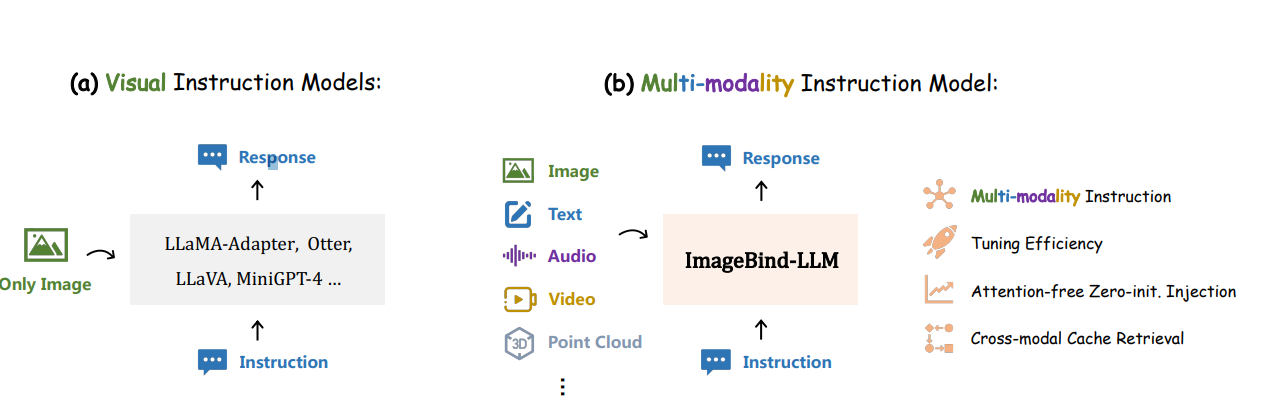 (a) Visual Instruction Models:
Response
Only Image
LLaMA-Adapter, Otter,
LLaVA, MiniGPT-4 ...
Instruction
(b) Multi-modality Instruction Model:
Response
Image
Text
Audio
Video
3D
Point Cloud
⋮
ImageBind-LLM
Instruction
Multi-modality Instruction
Tuning Efficiency
Attention-free Zero-init. Injection
Cross-modal Cache Retrieval